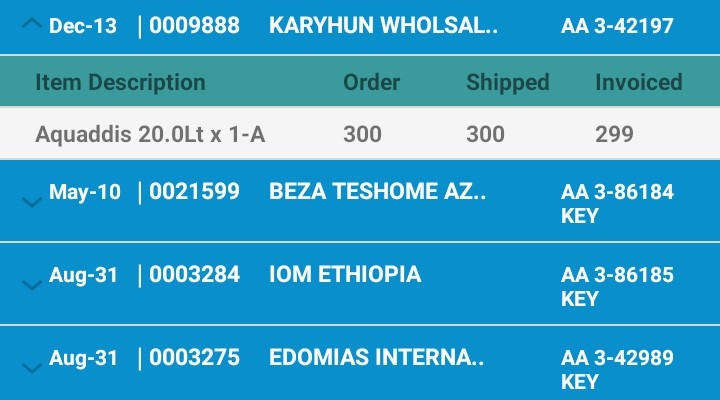 Dec-13 | 0009888 KARYHUN WHOLSAL.. AA 3-42197
Item Description Order Shipped Invoiced
Aquaddis 20.0Lt x 1-A 300 300 299
May-10 | 0021599 BEZA TESHOME AZ.. AA 3-86184
KEY
Aug-31 | 0003284 IOM ETHIOPIA AA 3-86185
KEY
Aug-31 | 0003275 EDOMIAS INTERNA.. AA 3-42989
KEY